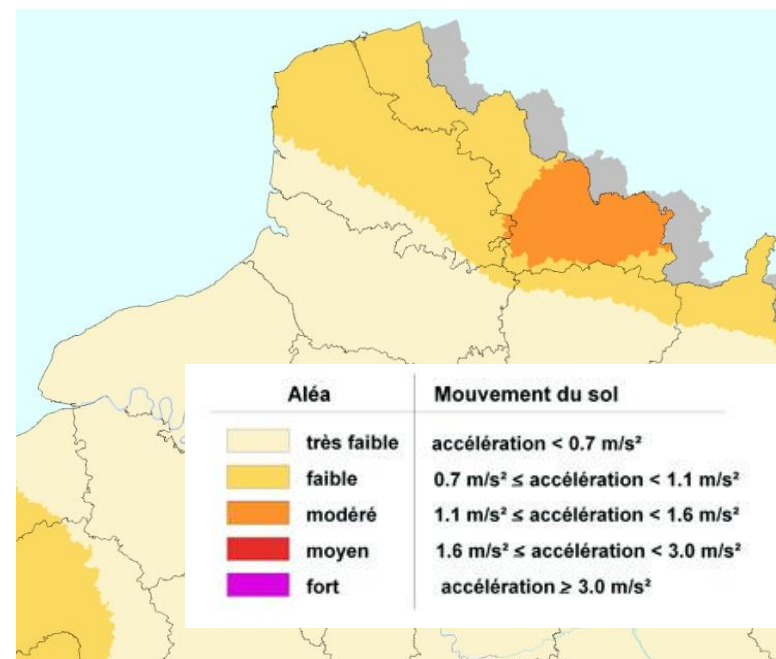 Aléa Mouvement du sol
très faible accélération < 0.7 m/s²
faible 0.7 m/s² ≤ accélération < 1.1 m/s²
modéré 1.1 m/s² ≤ accélération < 1.6 m/s²
moyen 1.6 m/s² ≤ accélération < 3.0 m/s²
fort accélération ≥ 3.0 m/s²